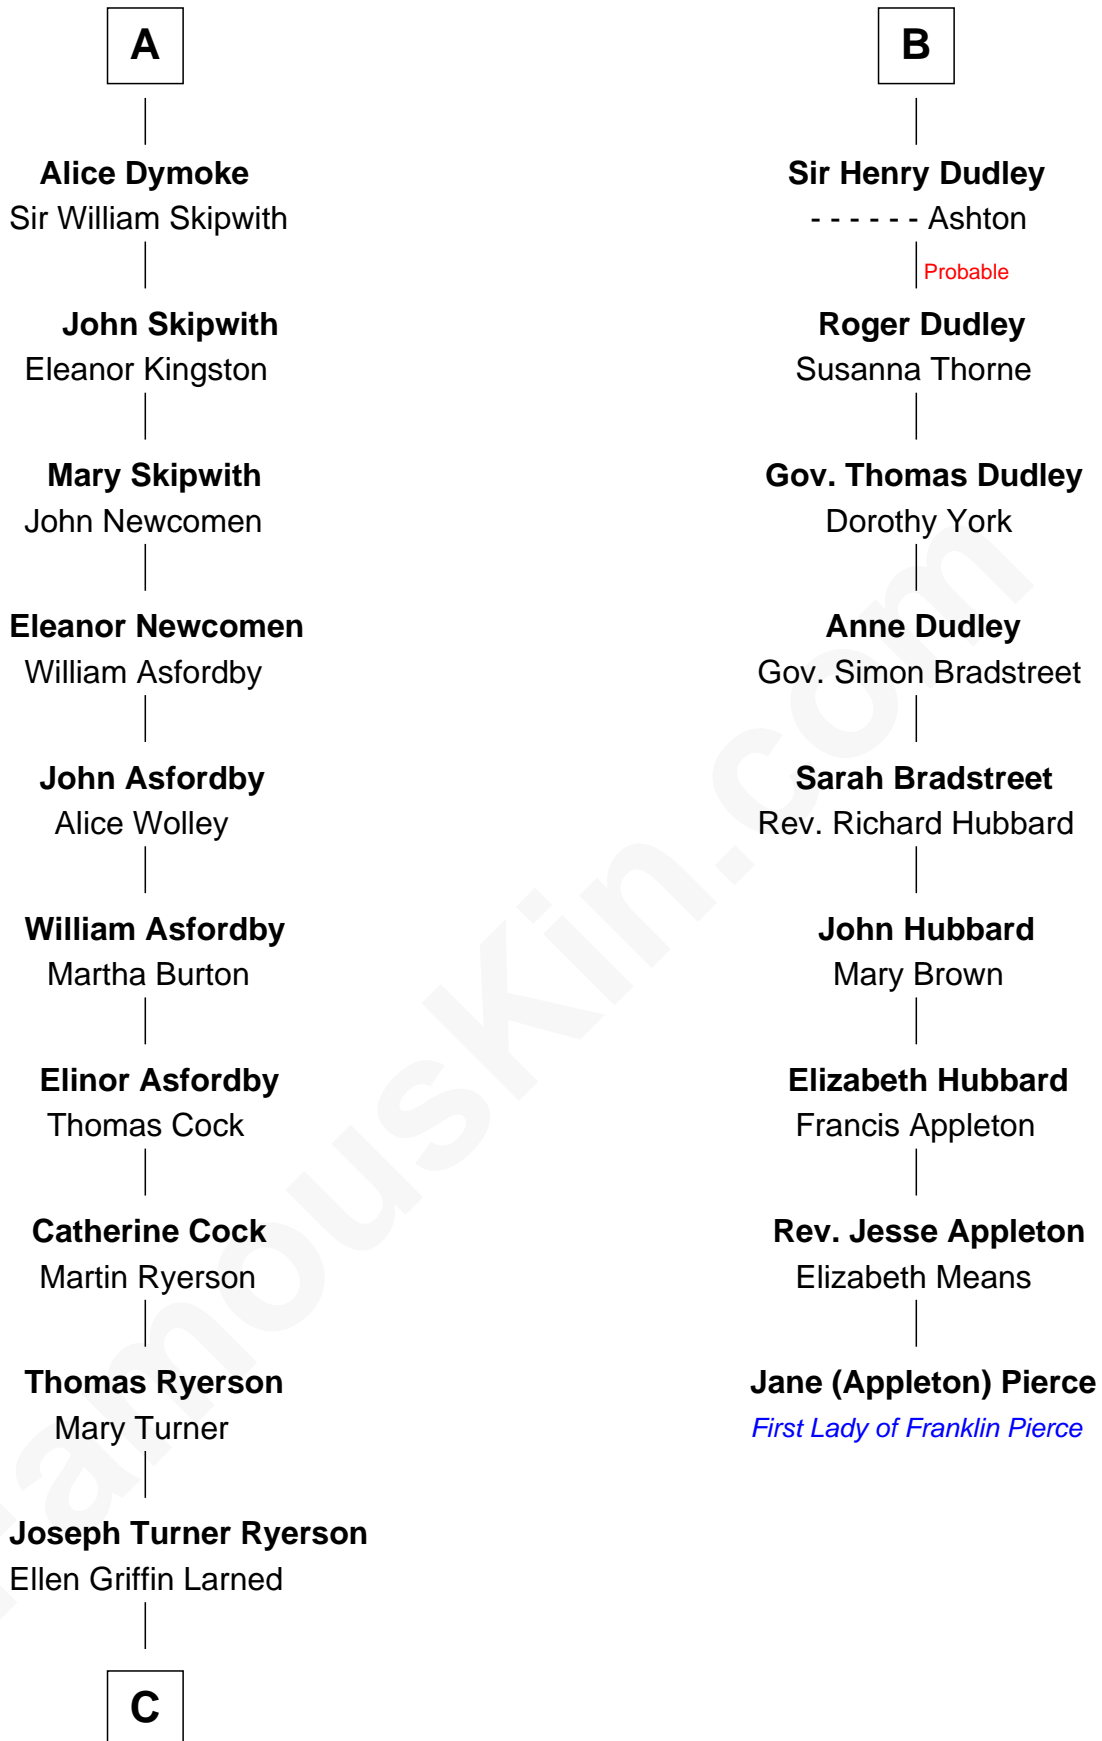 A
Alice Dymoke
Sir William Skipwith
John Skipwith
Eleanor Kingston
Mary Skipwith
John Newcomen
Eleanor Newcomen
William Asfordby
John Asfordby
Alice Wolley
William Asfordby
Martha Burton
Elinor Asfordby
Thomas Cock
Catherine Cock
Martin Ryerson
Thomas Ryerson
Mary Turner
Joseph Turner Ryerson
Ellen Griffin Larned
C
B
Sir Henry Dudley
- - - - - - Ashton
Probable
Roger Dudley
Susanna Thorne
Gov. Thomas Dudley
Dorothy York
Anne Dudley
Gov. Simon Bradstreet
Sarah Bradstreet
Rev. Richard Hubbard
John Hubbard
Mary Brown
Elizabeth Hubbard
Francis Appleton
Rev. Jesse Appleton
Elizabeth Means
Jane (Appleton) Pierce
First Lady of Franklin Pierce
FamousKin.com